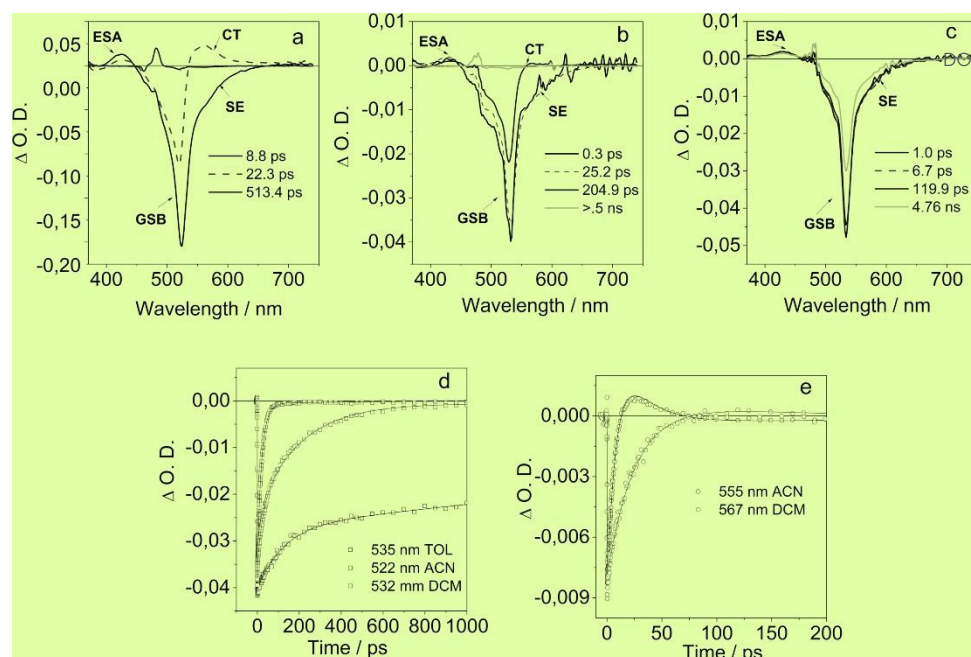 a
ESA
CT
SE
GSB
8.8 ps
22.3 ps
513.4 ps
0,05
0,00
-0,05
-0,10
-0,15
-0,20
Δ O. D.
400 500 600 700
Wavelength / nm
b
ESA
CT
SE
GSB
0.3 ps
25.2 ps
204.9 ps
>.5 ns
0,01
0,00
-0,01
-0,02
-0,03
-0,04
Δ O. D.
400 500 600 700
Wavelength / nm
c
ESA
DO
SE
GSB
1.0 ps
6.7 ps
119.9 ps
4.76 ns
0,01
0,00
-0,01
-0,02
-0,03
-0,04
-0,05
Δ O. D.
400 500 600 700
Wavelength / nm
d
0,00
-0,01
-0,02
-0,03
-0,04
Δ O. D.
535 nm TOL
522 nm ACN
532 mm DCM
0 200 400 600 800 1000
Time / ps
e
0,000
-0,003
-0,006
-0,009
Δ O. D.
555 nm ACN
567 nm DCM
0 50 75 100 125 200
Time / ps